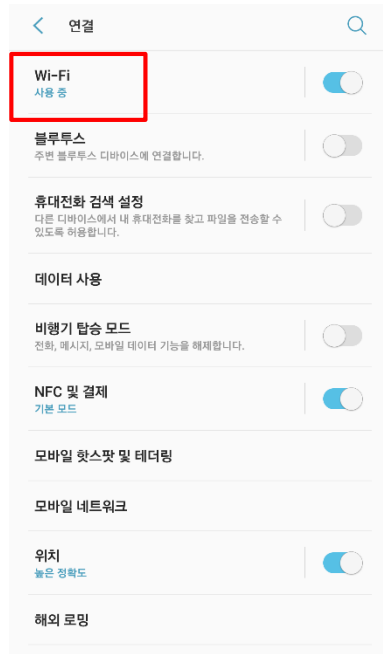 연결
Wi-Fi
사용 중
블루투스
주변 블루투스 디바이스에 연결합니다.
휴대전화 검색 설정
다른 디바이스에서 내 휴대전화를 찾고 파일을 전송할 수
있도록 허용합니다.
데이터 사용
비행기 탑승 모드
전화, 메시지, 모바일 데이터 기능을 해제합니다.
NFC 및 결제
기본 모드
모바일 핫스팟 및 테더링
모바일 네트워크
위치
높은 정확도
해외 로밍